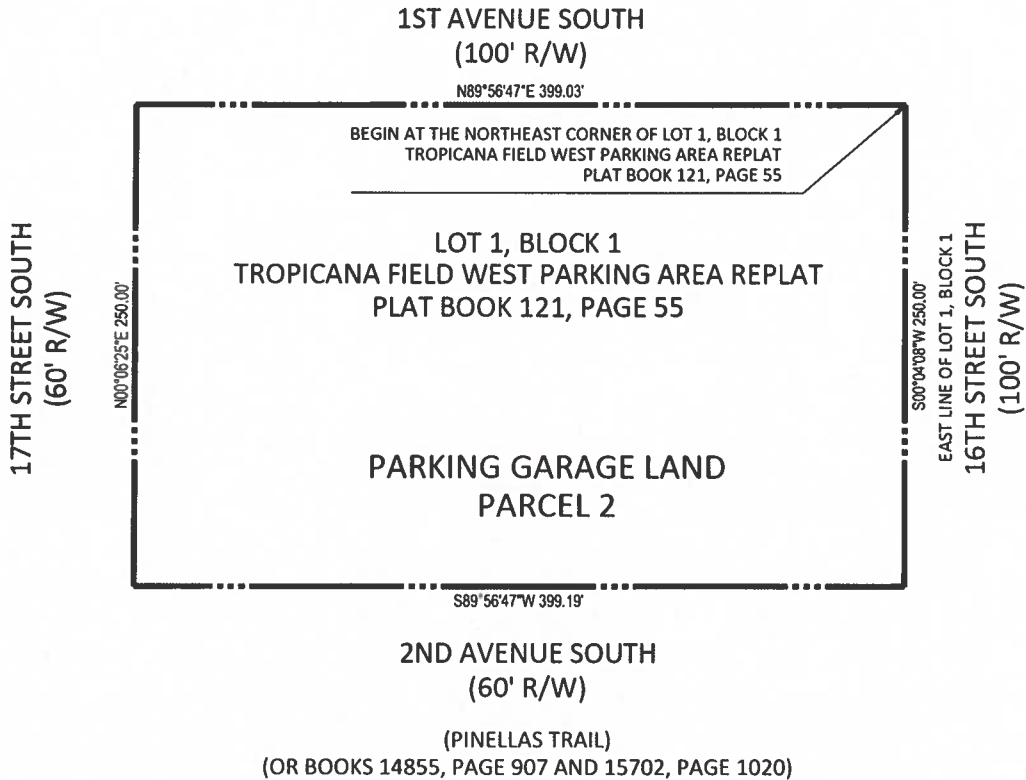 1ST AVENUE SOUTH
(100' R/W)
N89°56'47"E 399.03'
BEGIN AT THE NORTHEAST CORNER OF LOT 1, BLOCK 1
TROPICANA FIELD WEST PARKING AREA REPLAT
PLAT BOOK 121, PAGE 55
LOT 1, BLOCK 1
TROPICANA FIELD WEST PARKING AREA REPLAT
PLAT BOOK 121, PAGE 55
17TH STREET SOUTH
(60' R/W)
N00°06'25"E 250.00'
S00°04'08"W 250.00'
EAST LINE OF LOT 1, BLOCK 1
16TH STREET SOUTH
(100' R/W)
PARKING GARAGE LAND
PARCEL 2
S89°56'47"W 399.19'
2ND AVENUE SOUTH
(60' R/W)
(PINELLAS TRAIL)
(OR BOOKS 14855, PAGE 907 AND 15702, PAGE 1020)